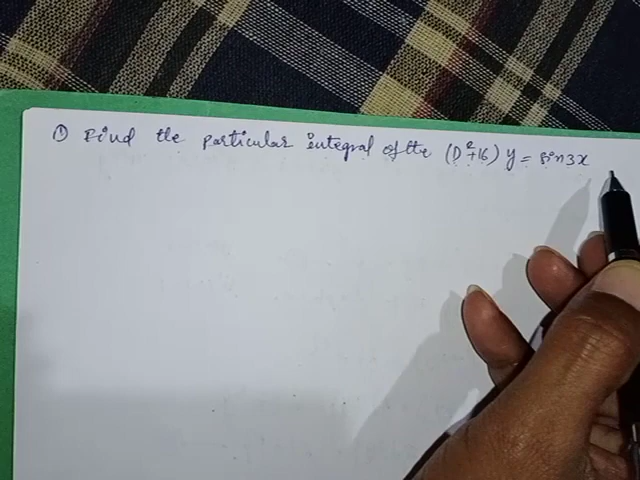 ① Find the particular integral of the (D²+16) y = sin3x